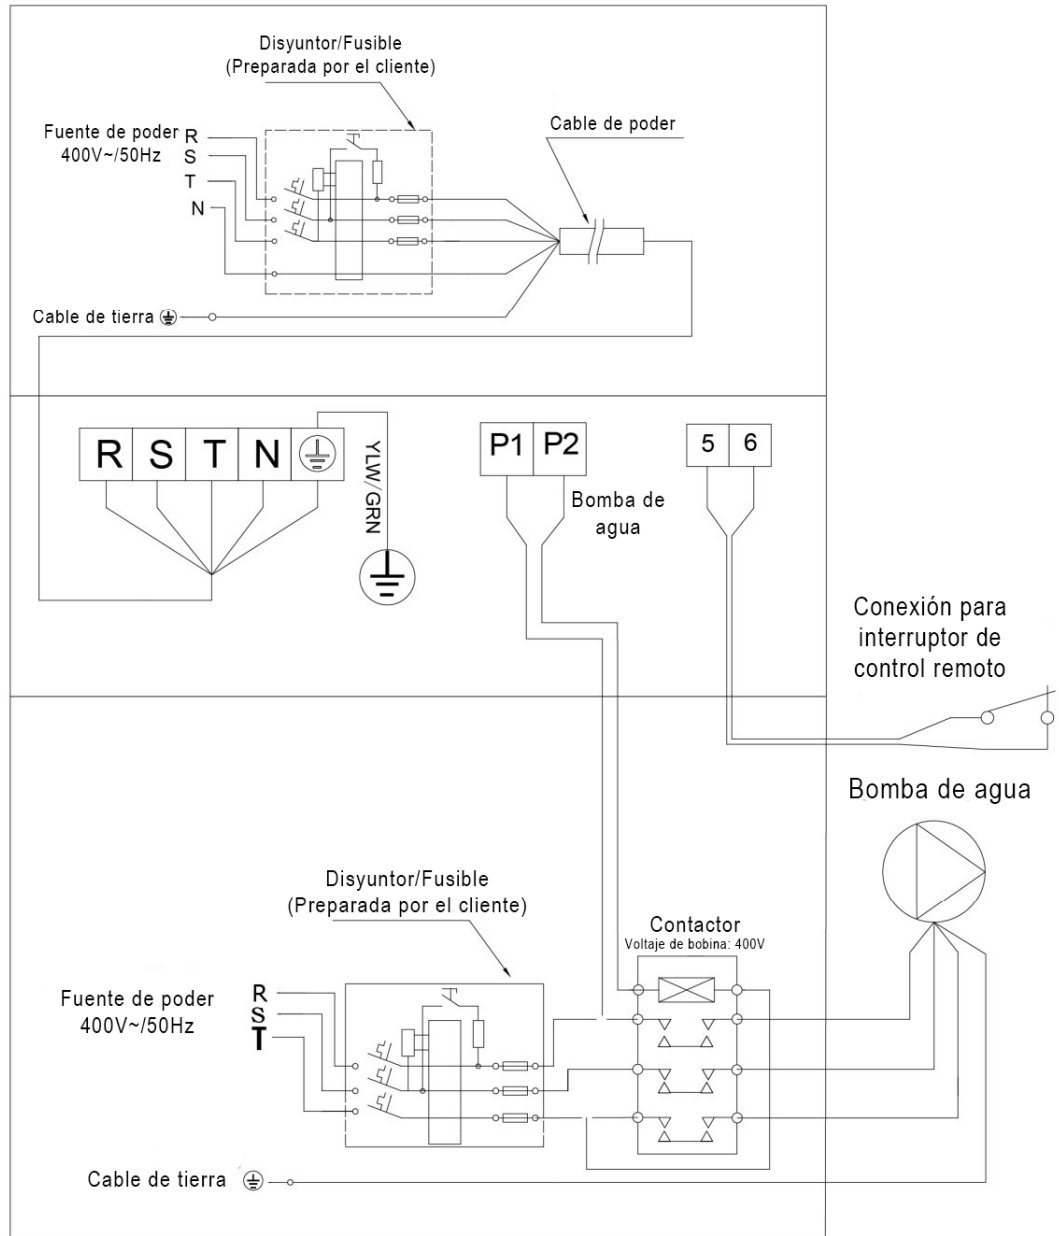 Disyuntor/Fusible
(Preparada por el cliente)
Cable de poder
Fuente de poder
400V~/50Hz
R
S
T
N
Cable de tierra
R S T N
YLW/GRN
P1 P2
Bomba de
agua
5 6
Conexión para
interruptor de
control remoto
Bomba de agua
Disyuntor/Fusible
(Preparada por el cliente)
Contactor
Voltaje de bobina: 400V
Fuente de poder
400V~/50Hz
R
S
T
Cable de tierra